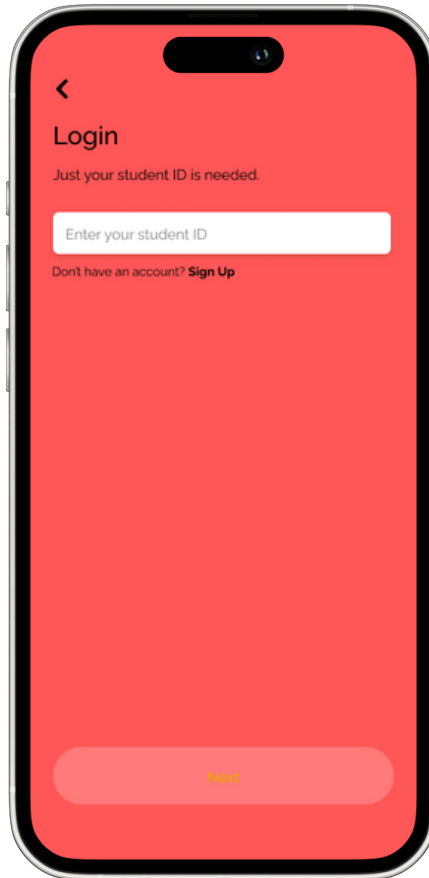 Login
Just your student ID is needed.
Enter your student ID
Don't have an account? Sign Up
Next